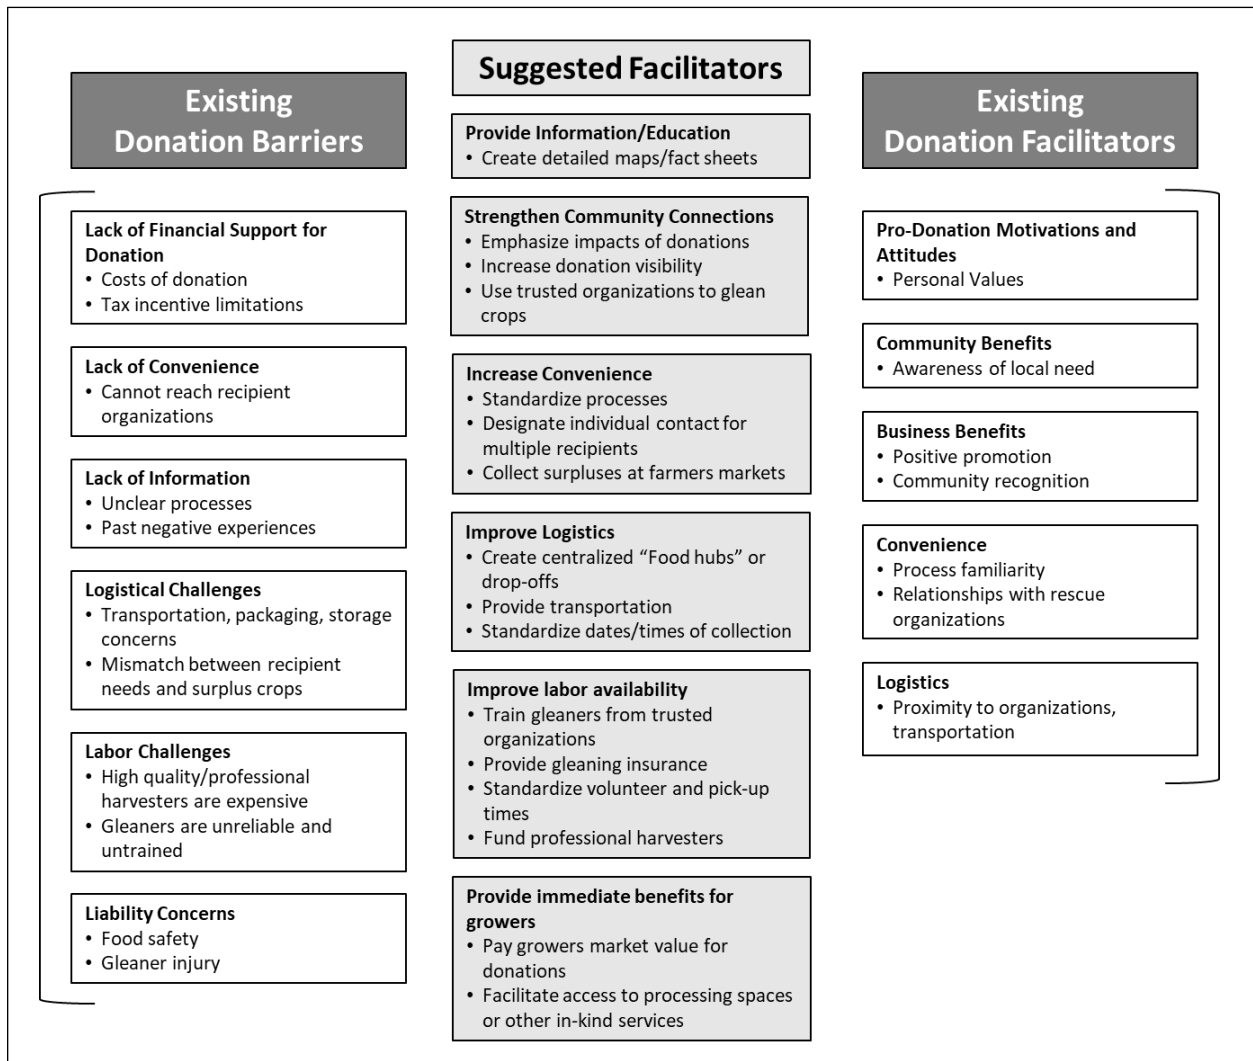 Existing
Donation Barriers
Lack of Financial Support for
Donation
• Costs of donation
• Tax incentive limitations
Lack of Convenience
• Cannot reach recipient
organizations
Lack of Information
• Unclear processes
• Past negative experiences
Logistical Challenges
• Transportation, packaging, storage
concerns
• Mismatch between recipient
needs and surplus crops
Labor Challenges
• High quality/professional
harvesters are expensive
• Gleaners are unreliable and
untrained
Liability Concerns
• Food safety
• Gleaner injury
Suggested Facilitators
Provide Information/Education
• Create detailed maps/fact sheets
Strengthen Community Connections
• Emphasize impacts of donations
• Increase donation visibility
• Use trusted organizations to glean
crops
Increase Convenience
• Standardize processes
• Designate individual contact for
multiple recipients
• Collect surpluses at farmers markets
Improve Logistics
• Create centralized “Food hubs” or
drop-offs
• Provide transportation
• Standardize dates/times of collection
Improve labor availability
• Train gleaners from trusted
organizations
• Provide gleaning insurance
• Standardize volunteer and pick-up
times
• Fund professional harvesters
Provide immediate benefits for
growers
• Pay growers market value for
donations
• Facilitate access to processing spaces
or other in-kind services
Existing
Donation Facilitators
Pro-Donation Motivations and
Attitudes
• Personal Values
Community Benefits
• Awareness of local need
Business Benefits
• Positive promotion
• Community recognition
Convenience
• Process familiarity
• Relationships with rescue
organizations
Logistics
• Proximity to organizations,
transportation